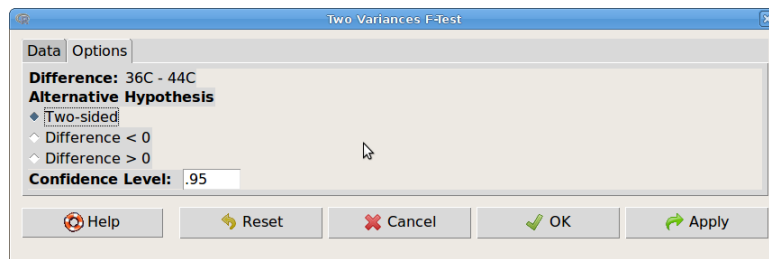 Two Variances F-Test
Data Options
Difference: 36C - 44C
Alternative Hypothesis
Two-sided
Difference < 0
Difference > 0
Confidence Level: .95
Help Reset Cancel OK Apply